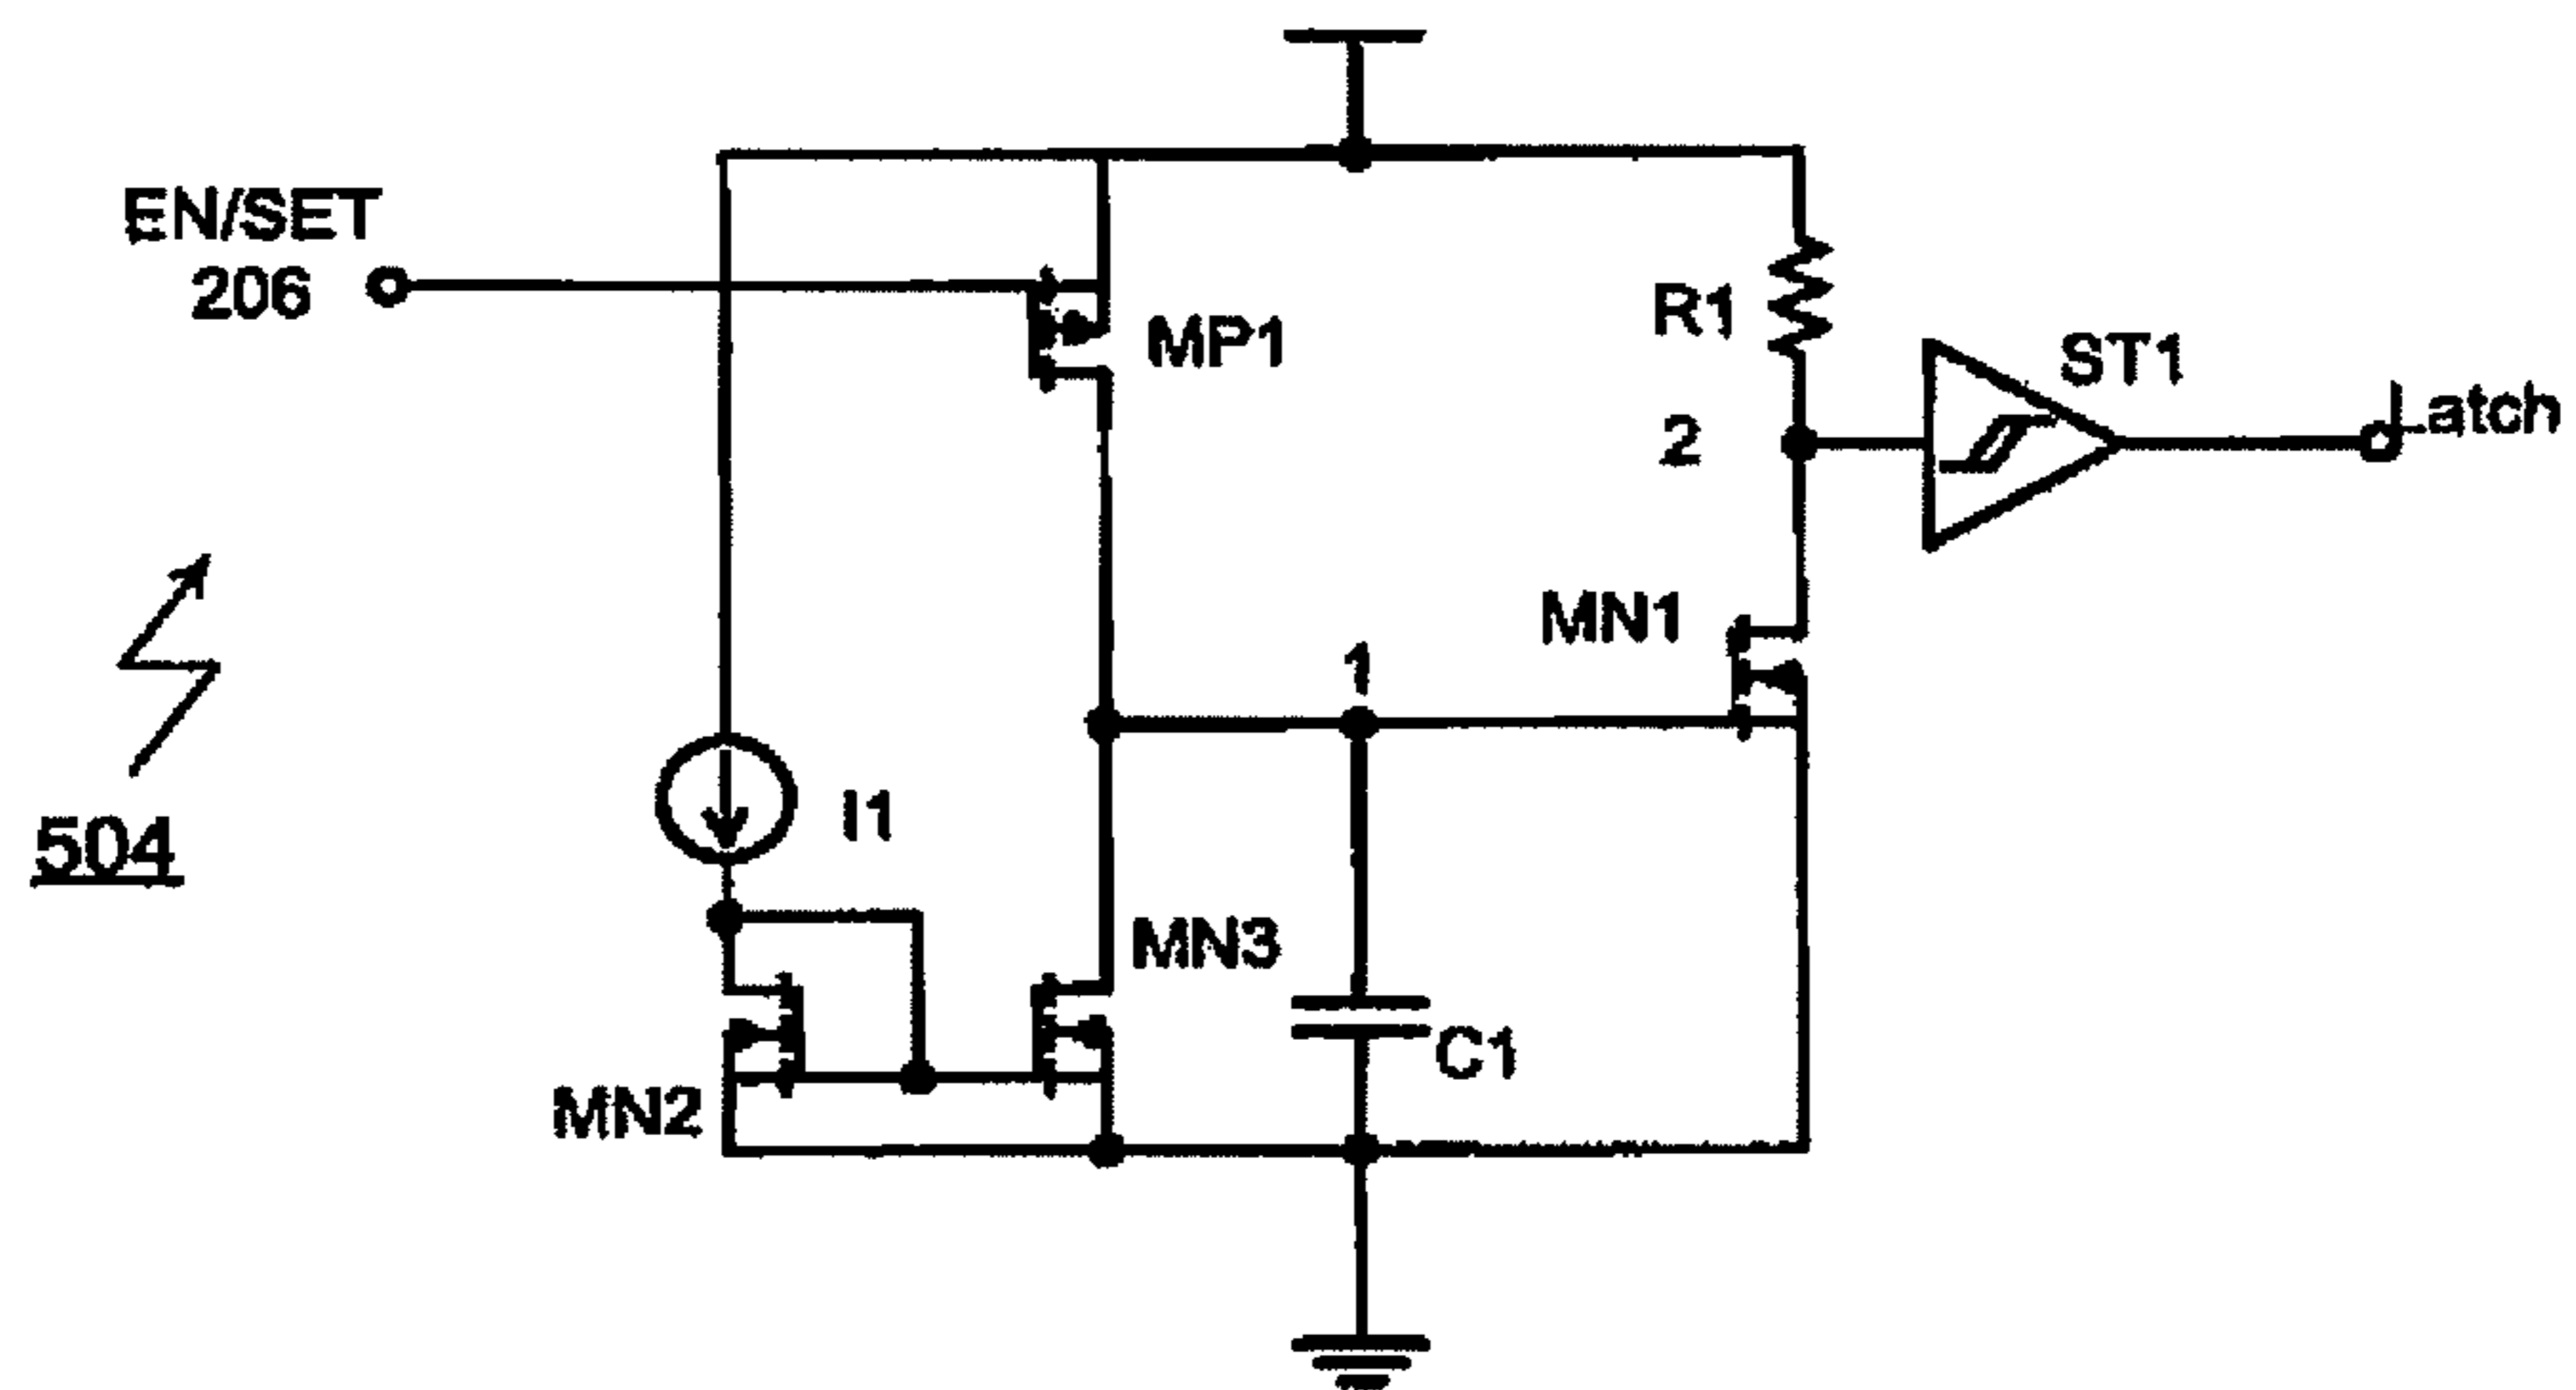 EN/SET
206
MP1
R1
ST1
Latch
2
MN1
1
I1
504
MN3
C1
MN2